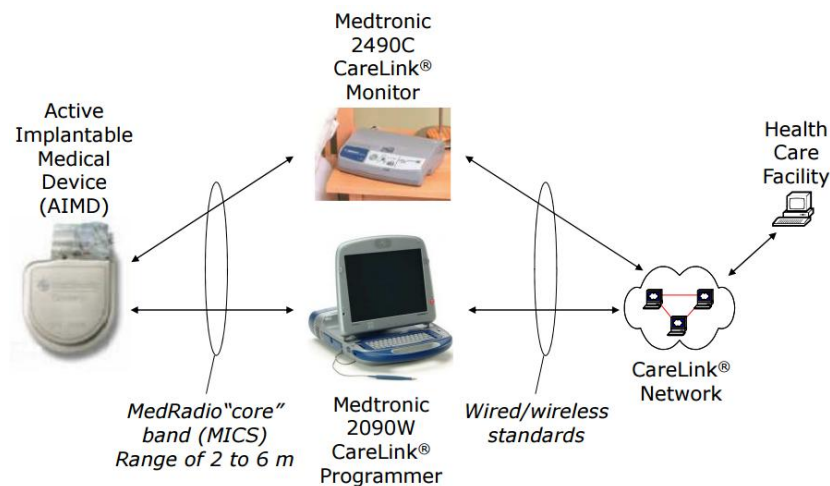 Medtronic
2490C
CareLink®
Monitor
Active
Implantable
Medical
Device
(AIMD)
Health
Care
Facility
MedRadio“core”
band (MICS)
Range of 2 to 6 m
Medtronic
2090W
CareLink®
Programmer
Wired/wireless
standards
CareLink®
Network